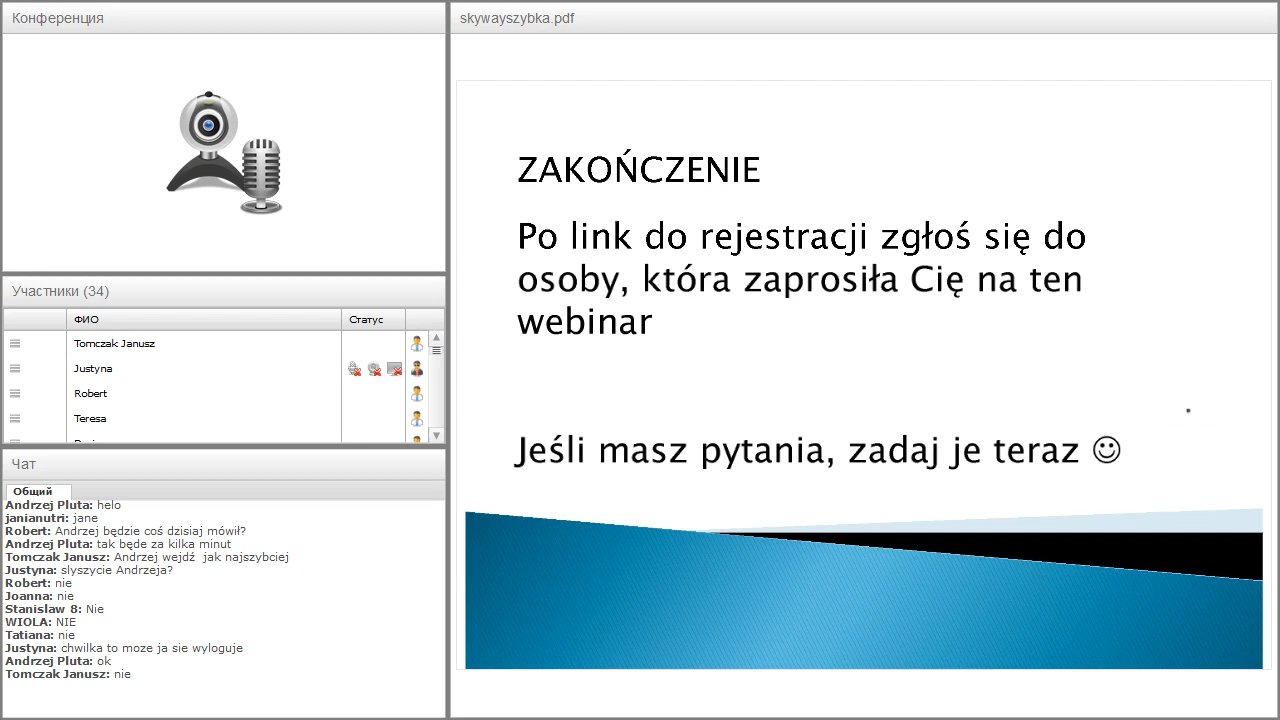 Конференция
Участники (34)
ФИО
Статус
Tomczak Janusz
Justyna
Robert
Teresa
Чат
Общий
Andrzej Pluta: helo
janianutri: jane
Robert: Andrzej będzie coś dzisiaj mówił?
Andrzej Pluta: tak będe za kilka minut
Tomczak Janusz: Andrzej wejdź jak najszybciej
Justyna: slyszycie Andrzeja?
Robert: nie
Joanna: nie
Stanislaw 8: Nie
WIOLA: NIE
Tatiana: nie
Justyna: chwilka to moze ja sie wyloguje
Andrzej Pluta: ok
Tomczak Janusz: nie
skywayszybka.pdf
ZAKOŃCZENIE
Po link do rejestracji zgłoś się do
osoby, która zaprosiła Cię na ten
webinar
Jeśli masz pytania, zadaj je teraz ☺